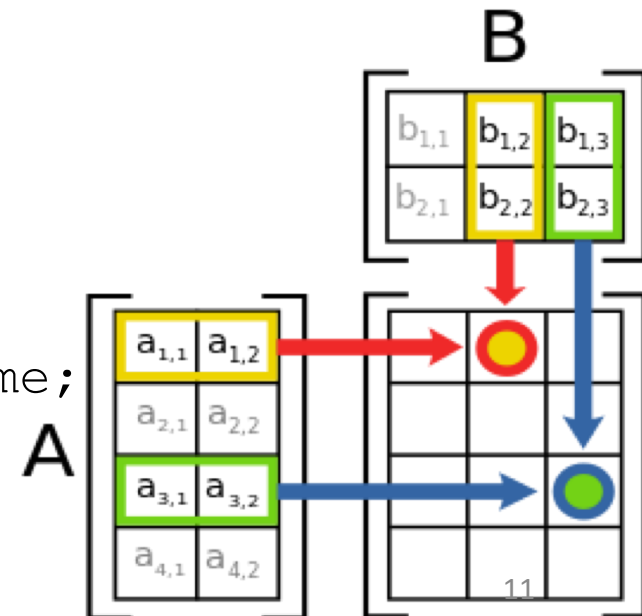 B
b1,1 b1,2 b1,3
b2,1 b2,2 b2,3
me;
A
a1,1 a1,2
a2,1 a2,2
a3,1 a3,2
a4,1 a4,2
11